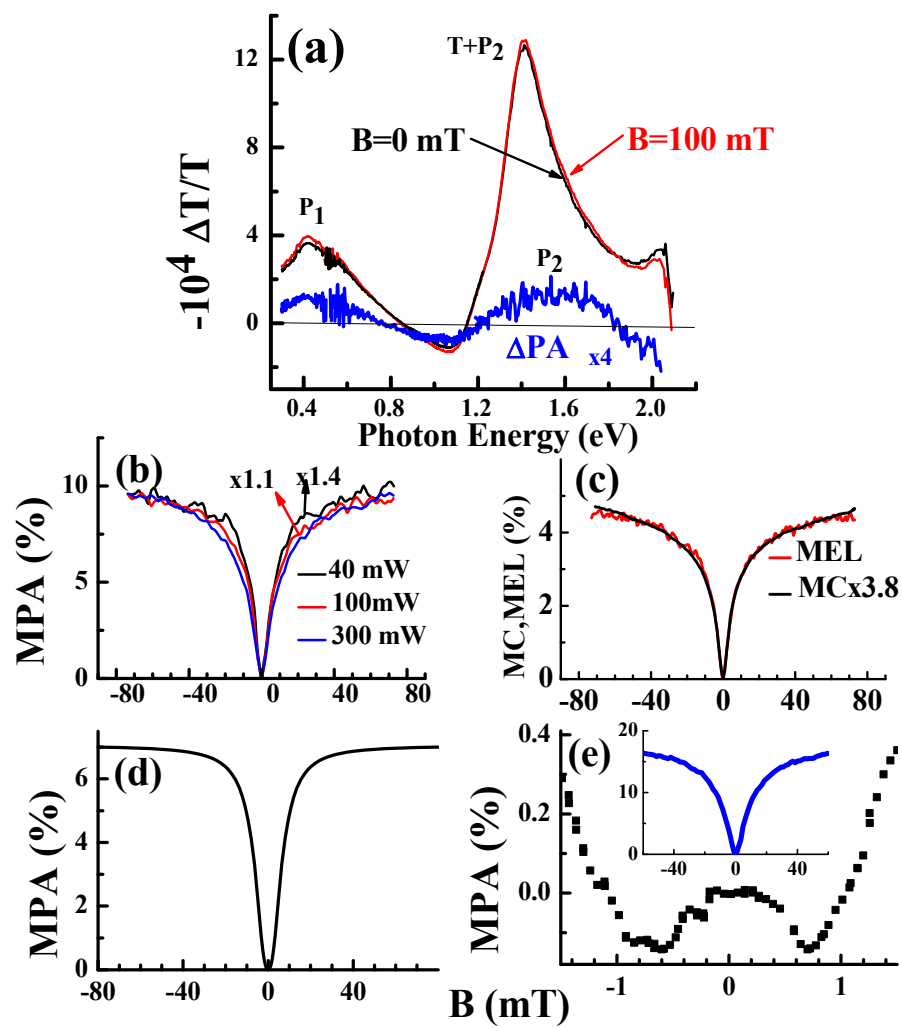 (a)
-10⁴ ΔT/T
12
8
4
0
T+P₂
B=0 mT
B=100 mT
P₁
P₂
ΔPA x4
0.4 0.8 1.2 1.6 2.0
Photon Energy (eV)
(b)
MPA (%)
10
5
0
x1.1 x1.4
40 mW
100mW
300 mW
-80 -40 0 40 80
(c)
MC,MEL (%)
4
2
0
MEL
MCx3.8
-80 -40 0 40 80
(d)
MPA (%)
6
4
2
0
-80 -40 0 40
(e)
MPA (%)
0.4
0.2
0.0
20
10
0
-40 0 40
-1 0 1
B (mT)